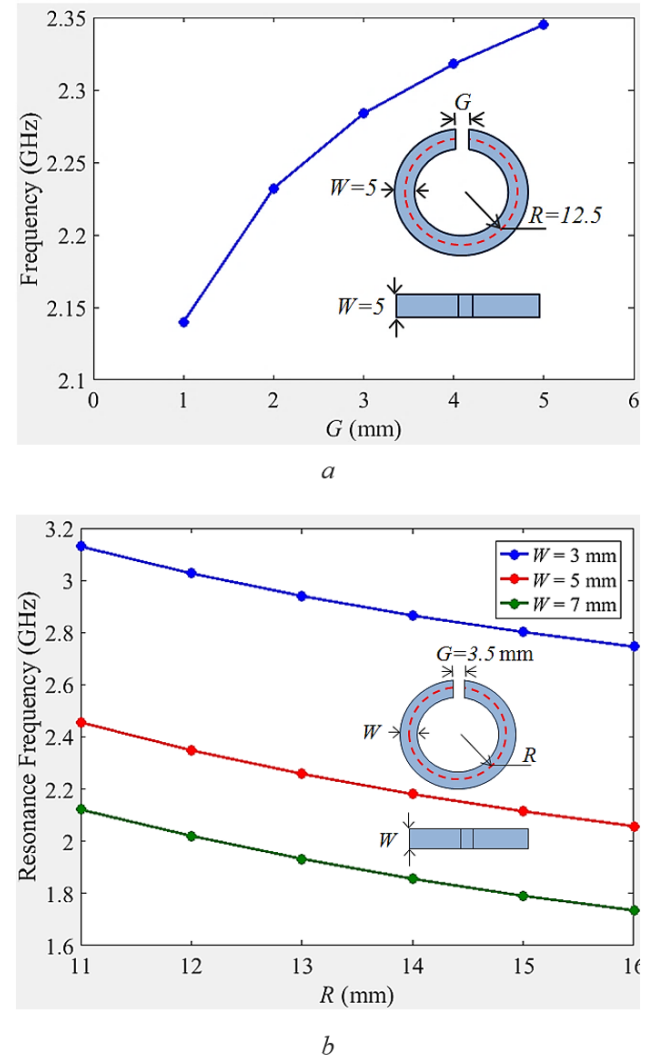 2.35
2.3
2.25
2.2
2.15
2.1
Frequency (GHz)
G
W=5
R=12.5
W=5
0 1 2 3 4 5 6
G (mm)
a
3.2
3
2.8
2.6
2.4
2.2
2
1.8
1.6
Resonance Frequency (GHz)
W = 3 mm
W = 5 mm
W = 7 mm
G=3.5 mm
W
R
W
11 12 13 14 15 16
R (mm)
b